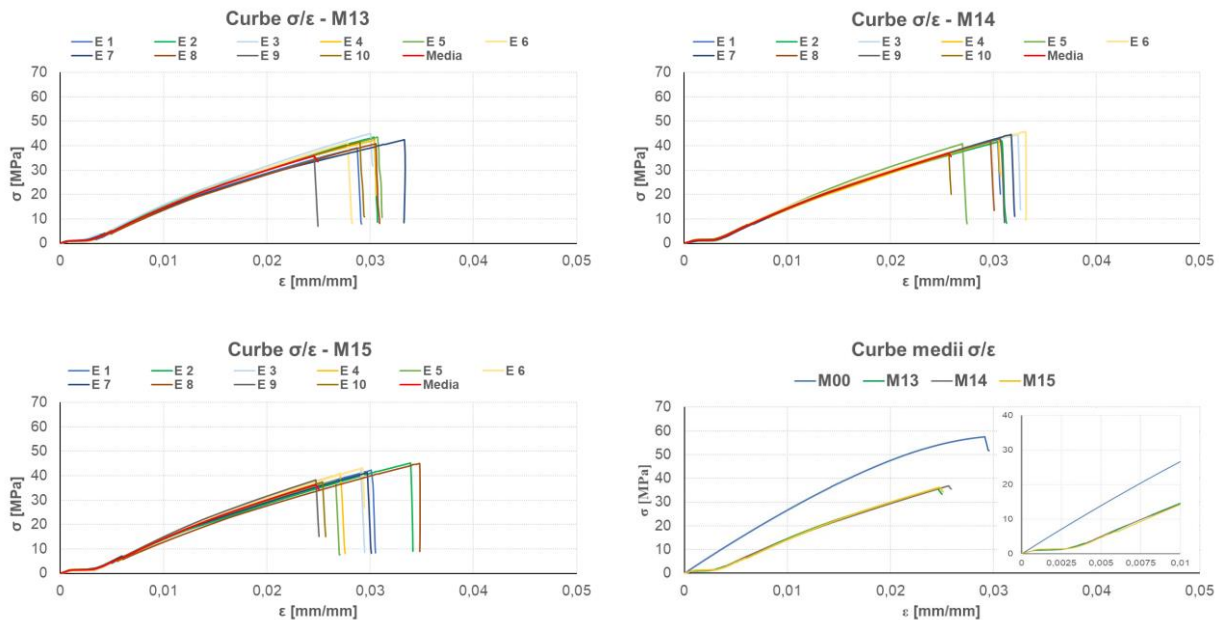 Curbe σ/ε - M13
E 1 E 2 E 3 E 4 E 5 E 6
E 7 E 8 E 9 E 10 Media
70
60
50
40
30
20
10
0
σ [MPa]
0 0,01 0,02 0,03 0,04 0,05
ε [mm/mm]
Curbe σ/ε - M14
E 1 E 2 E 3 E 4 E 5 E 6
E 7 E 8 E 9 E 10 Media
70
60
50
40
30
20
10
0
σ [MPa]
0 0,01 0,02 0,03 0,04 0,05
ε [mm/mm]
Curbe σ/ε - M15
E 1 E 2 E 3 E 4 E 5 E 6
E 7 E 8 E 9 E 10 Media
70
60
50
40
30
20
10
0
σ [MPa]
0 0,01 0,02 0,03 0,04 0,05
ε [mm/mm]
Curbe medii σ/ε
M00 M13 M14 M15
70
60
50
40
30
20
10
0
σ [MPa]
0 0,01 0,02 0,03 0,04 0,05
ε [mm/mm]
40
30
20
10
0
0 0,0025 0,005 0,0075 0,01